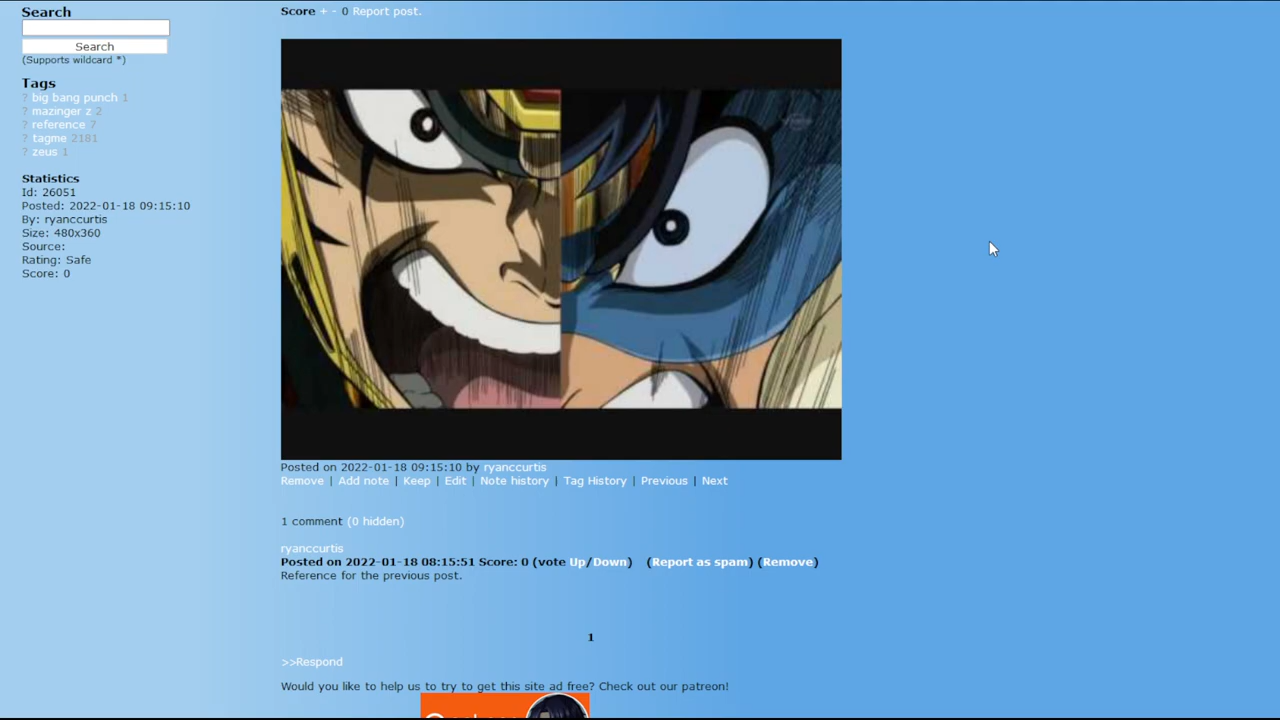 Search
Search
(Supports wildcard *)
Tags
? big bang punch 1
? mazinger z 2
? reference ?
? tagme 2181
? zeus 1
Statistics
Id: 26051
Posted: 2022-01-18 09:15:10
By: ryanccurtis
Size: 480x360
Source:
Rating: Safe
Score: 0
Score + - 0 Report post.
Posted on 2022-01-18 09:15:10 by ryanccurtis
Remove | Add note | Keep | Edit | Note history | Tag History | Previous | Next
1 comment (0 hidden)
ryanccurtis
Posted on 2022-01-18 08:15:51 Score: 0 (vote Up/Down) (Report as spam) (Remove)
Reference for the previous post.
1
>>Respond
Would you like to help us to try to get this site ad free? Check out our patreon!